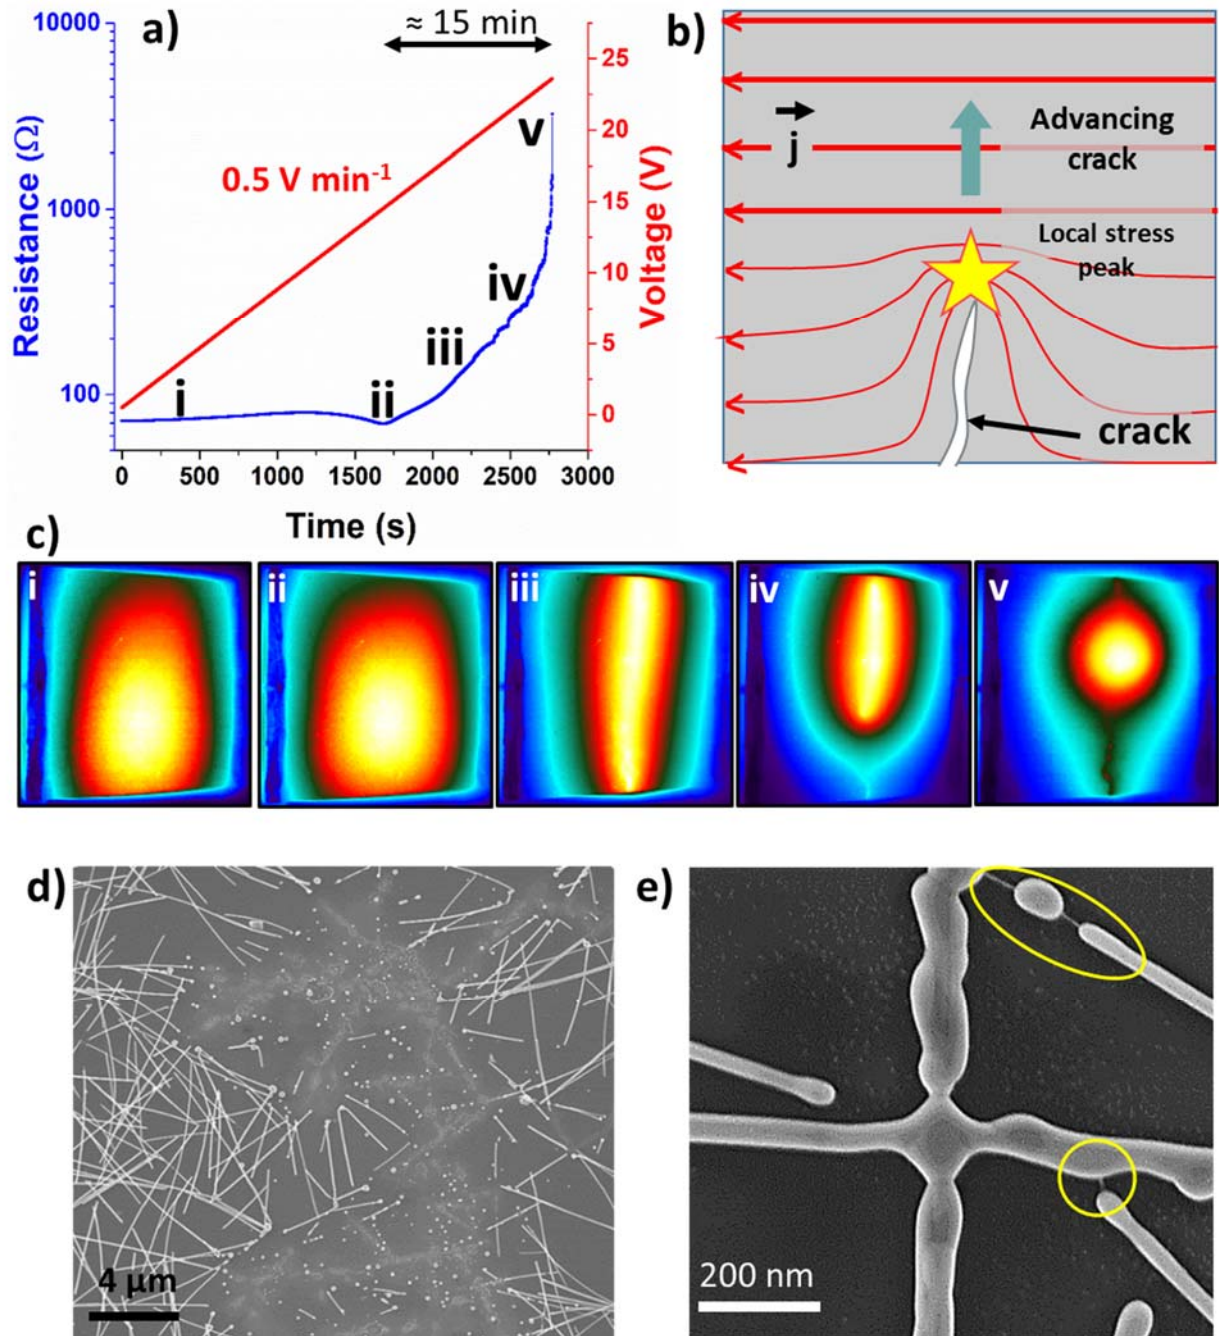 a)
≈ 15 min
10000
1000
100
Resistance (Ω)
0.5 V min⁻¹
i
ii
iii
iv
v
25
20
15
10
5
0
Voltage (V)
0 500 1000 1500 2000 2500 3000
Time (s)
b)
j
Advancing
crack
Local stress
peak
crack
c)
i
ii
iii
iv
v
d)
4 µm
e)
200 nm